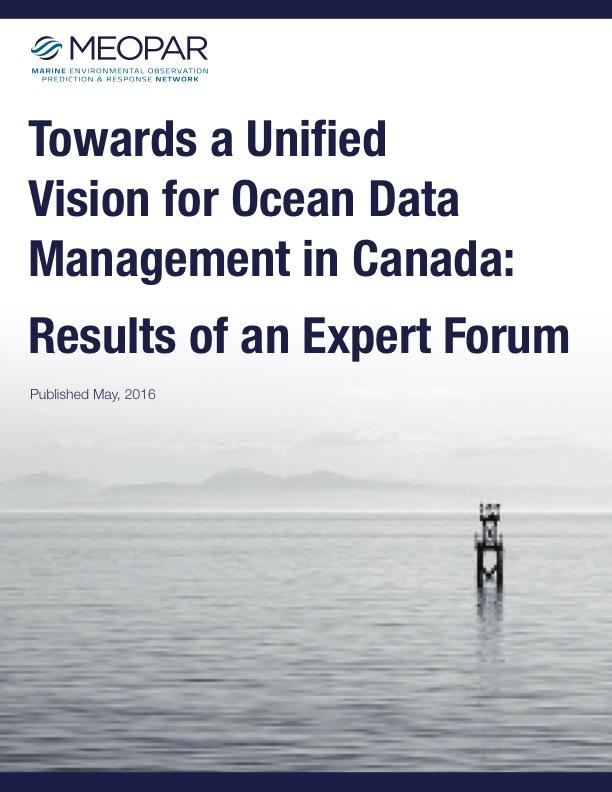 MEOPAR
MARINE ENVIRONMENTAL OBSERVATION
PREDICTION & RESPONSE NETWORK
Towards a Unified
Vision for Ocean Data
Management in Canada:
Results of an Expert Forum
Published May, 2016